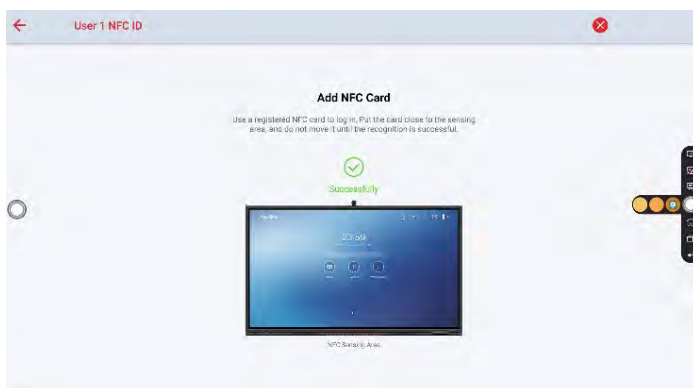 User 1 NFC ID
Add NFC Card
Use a registered NFC card to log in, Put the card close to the sensing
area, and do not move it until the recognition is successful.
Successfully
23:59
NFC Sensing Area